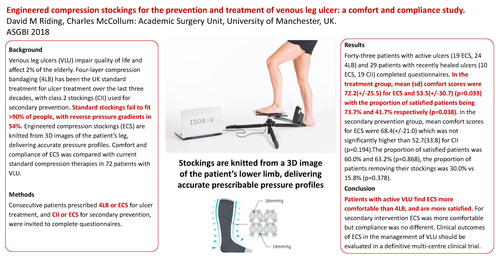 Engineered compression stockings for the prevention and treatment of venous leg ulcer: a comfort and compliance study.
David M Riding, Charles McCollum: Academic Surgery Unit, University of Manchester, UK.
ASGBI 2018
Background
Venous leg ulcers (VLU) impair quality of life and
affect 2% of the elderly. Four-layer compression
bandaging (4LB) has been the UK standard
treatment for ulcer treatment over the last three
decades, with class 2 stockings (CII) used for
secondary prevention. Standard stockings fail to fit
>90% of people, with reverse pressure gradients in
54%. Engineered compression stockings (ECS) are
knitted from 3D images of the patient's leg,
delivering accurate pressure profiles. Comfort and
compliance of ECS was compared with current
standard compression therapies in 72 patients with
VLU.
Methods
Consecutive patients prescribed 4LB or ECS for ulcer
treatment, and CII or ECS for secondary prevention,
were invited to complete questionnaires.
ISOBAR
Stockings are knitted from a 3D image
of the patient's lower limb, delivering
accurate prescribable pressure profiles
18mmHg
Results
Forty-three patients with active ulcers (19 ECS, 24
4LB) and 29 patients with recently healed ulcers (10
ECS, 19 CII) completed questionnaires. In the
treatment group, mean (sd) comfort scores were
72.2(+/-25.5) for ECS and 53.5(+/-30.7) (p=0.039)
with the proportion of satisfied patients being
73.7% and 41.7% respectively (p=0.038). In the
secondary prevention group, mean comfort scores
for ECS were 68.4(+/-21.0) which was not
significantly higher than 52.7(33.8) for CII
(p=0.194).The proportion of satisfied patients was
60.0% and 63.2% (p=0.868), the proportion of
patients removing their stockings was 30.0% vs
15.8% (p=0.378).
Conclusion
Patients with active VLU find ECS more
comfortable than 4LB, and are more satisfied. For
secondary intervention ECS was more comfortable
but compliance was no different. Clinical outcomes
of ECS in the management of VLU should be
evaluated in a definitive multi-centre clinical trial.